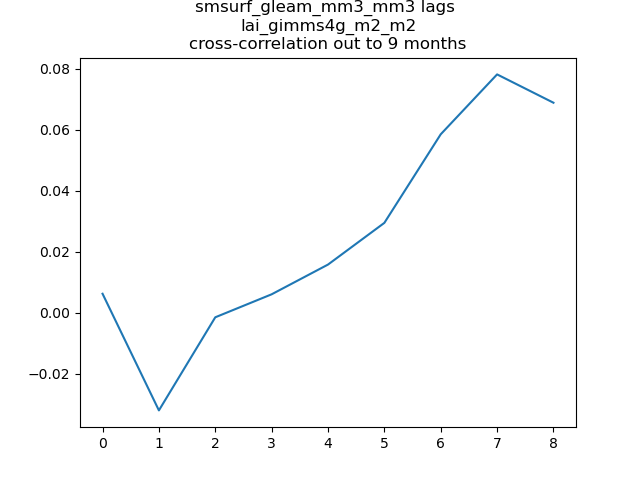 smsurf_gleam_mm3_mm3 lags
lai_gimms4g_m2_m2
cross-correlation out to 9 months
0.08
0.06
0.04
0.02
0.00
−0.02
0 1 2 3 4 5 6 7 8